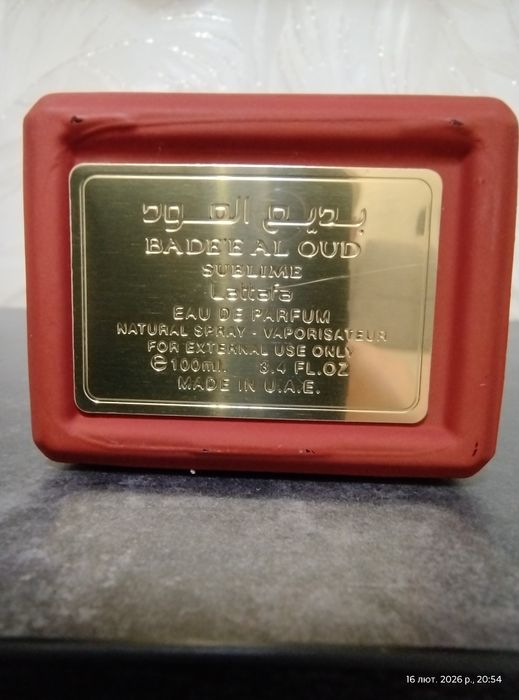 بديع العود
BADE'E AL OUD
SUBLIME
Lattafa
EAU DE PARFUM
NATURAL SPRAY - VAPORISATEUR
FOR EXTERNAL USE ONLY
℮100ml. 3.4 FL.OZ
MADE IN U.A.E.
16 лют. 2026 р., 20:54